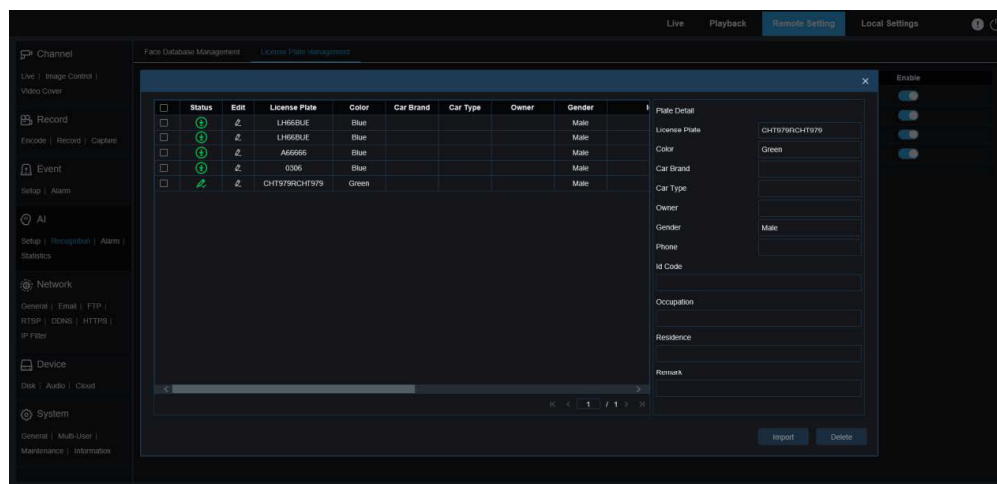 Live Playback Remote Setting Local Settings
Channel
Live | Image Control |
Video Cover
Record
Encode | Record | Capture
Event
Setup | Alarm
AI
Setup | Recognition | Alarm |
Statistics
Network
General | Email | FTP |
RTSP | DDNS | HTTPS |
IP Filter
Device
Disk | Audio | Cloud
System
General | Multi-User |
Maintenance | Information
Face Database Management License Plate Management
Enable
×
Status Edit License Plate Color Car Brand Car Type Owner Gender
LH66BUE Blue Male
LH66BUE Blue Male
A66666 Blue Male
0306 Blue Male
CHT979RCHT979 Green Male
1 / 1
Plate Detail
License Plate CHT979RCHT979
Color Green
Car Brand
Car Type
Owner
Gender Male
Phone
Id Code
Occupation
Residence
Remark
Import Delete